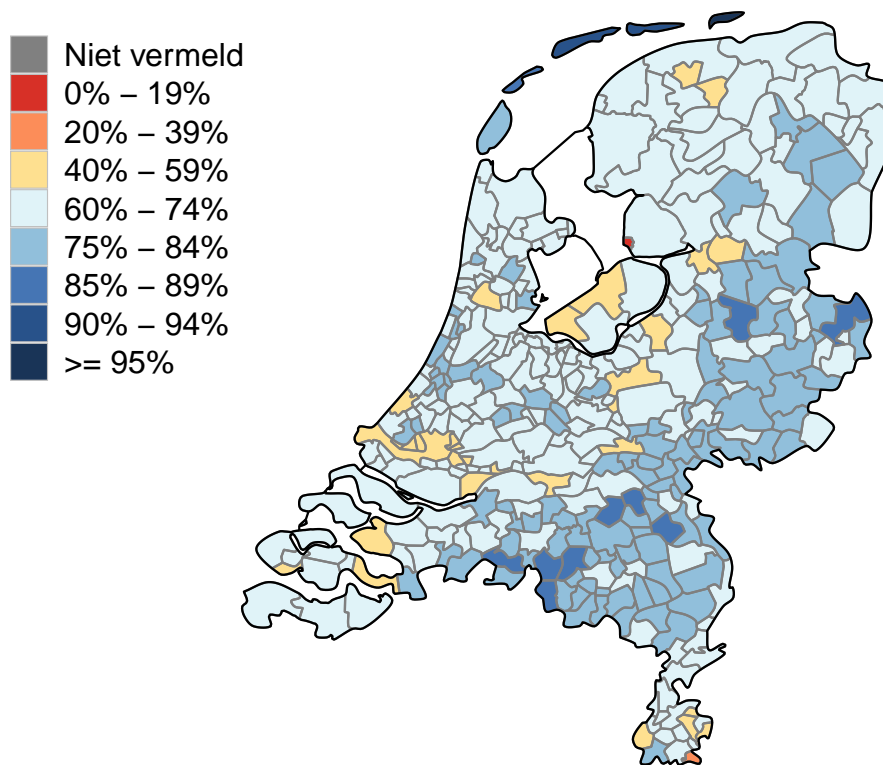 Niet vermeld
0% – 19%
20% – 39%
40% – 59%
60% – 74%
75% – 84%
85% – 89%
90% – 94%
>= 95%